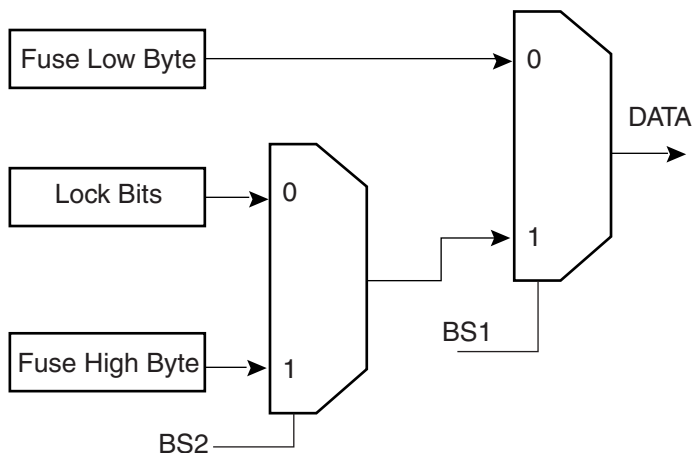 Fuse Low Byte
0
DATA
Lock Bits
0
1
BS1
Fuse High Byte
1
BS2